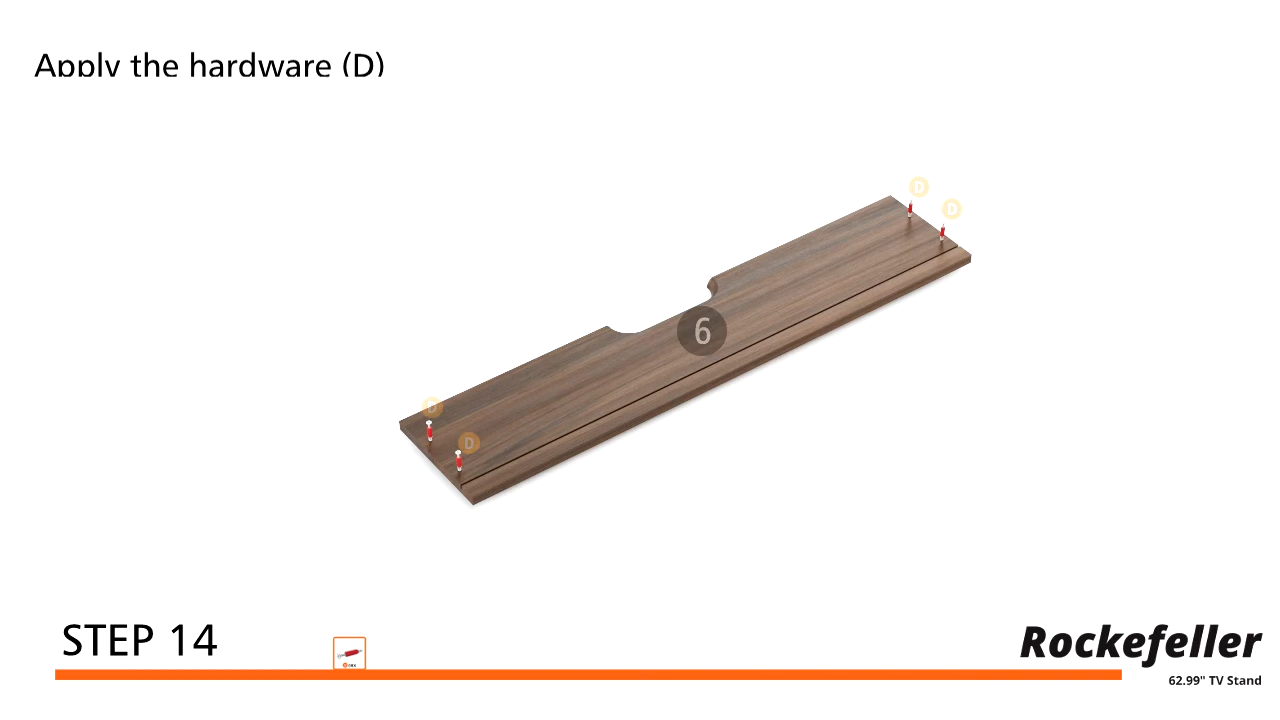 Apply the hardware (D)
D
D
6
D
D
STEP 14
Rockefeller
62.99" TV Stand